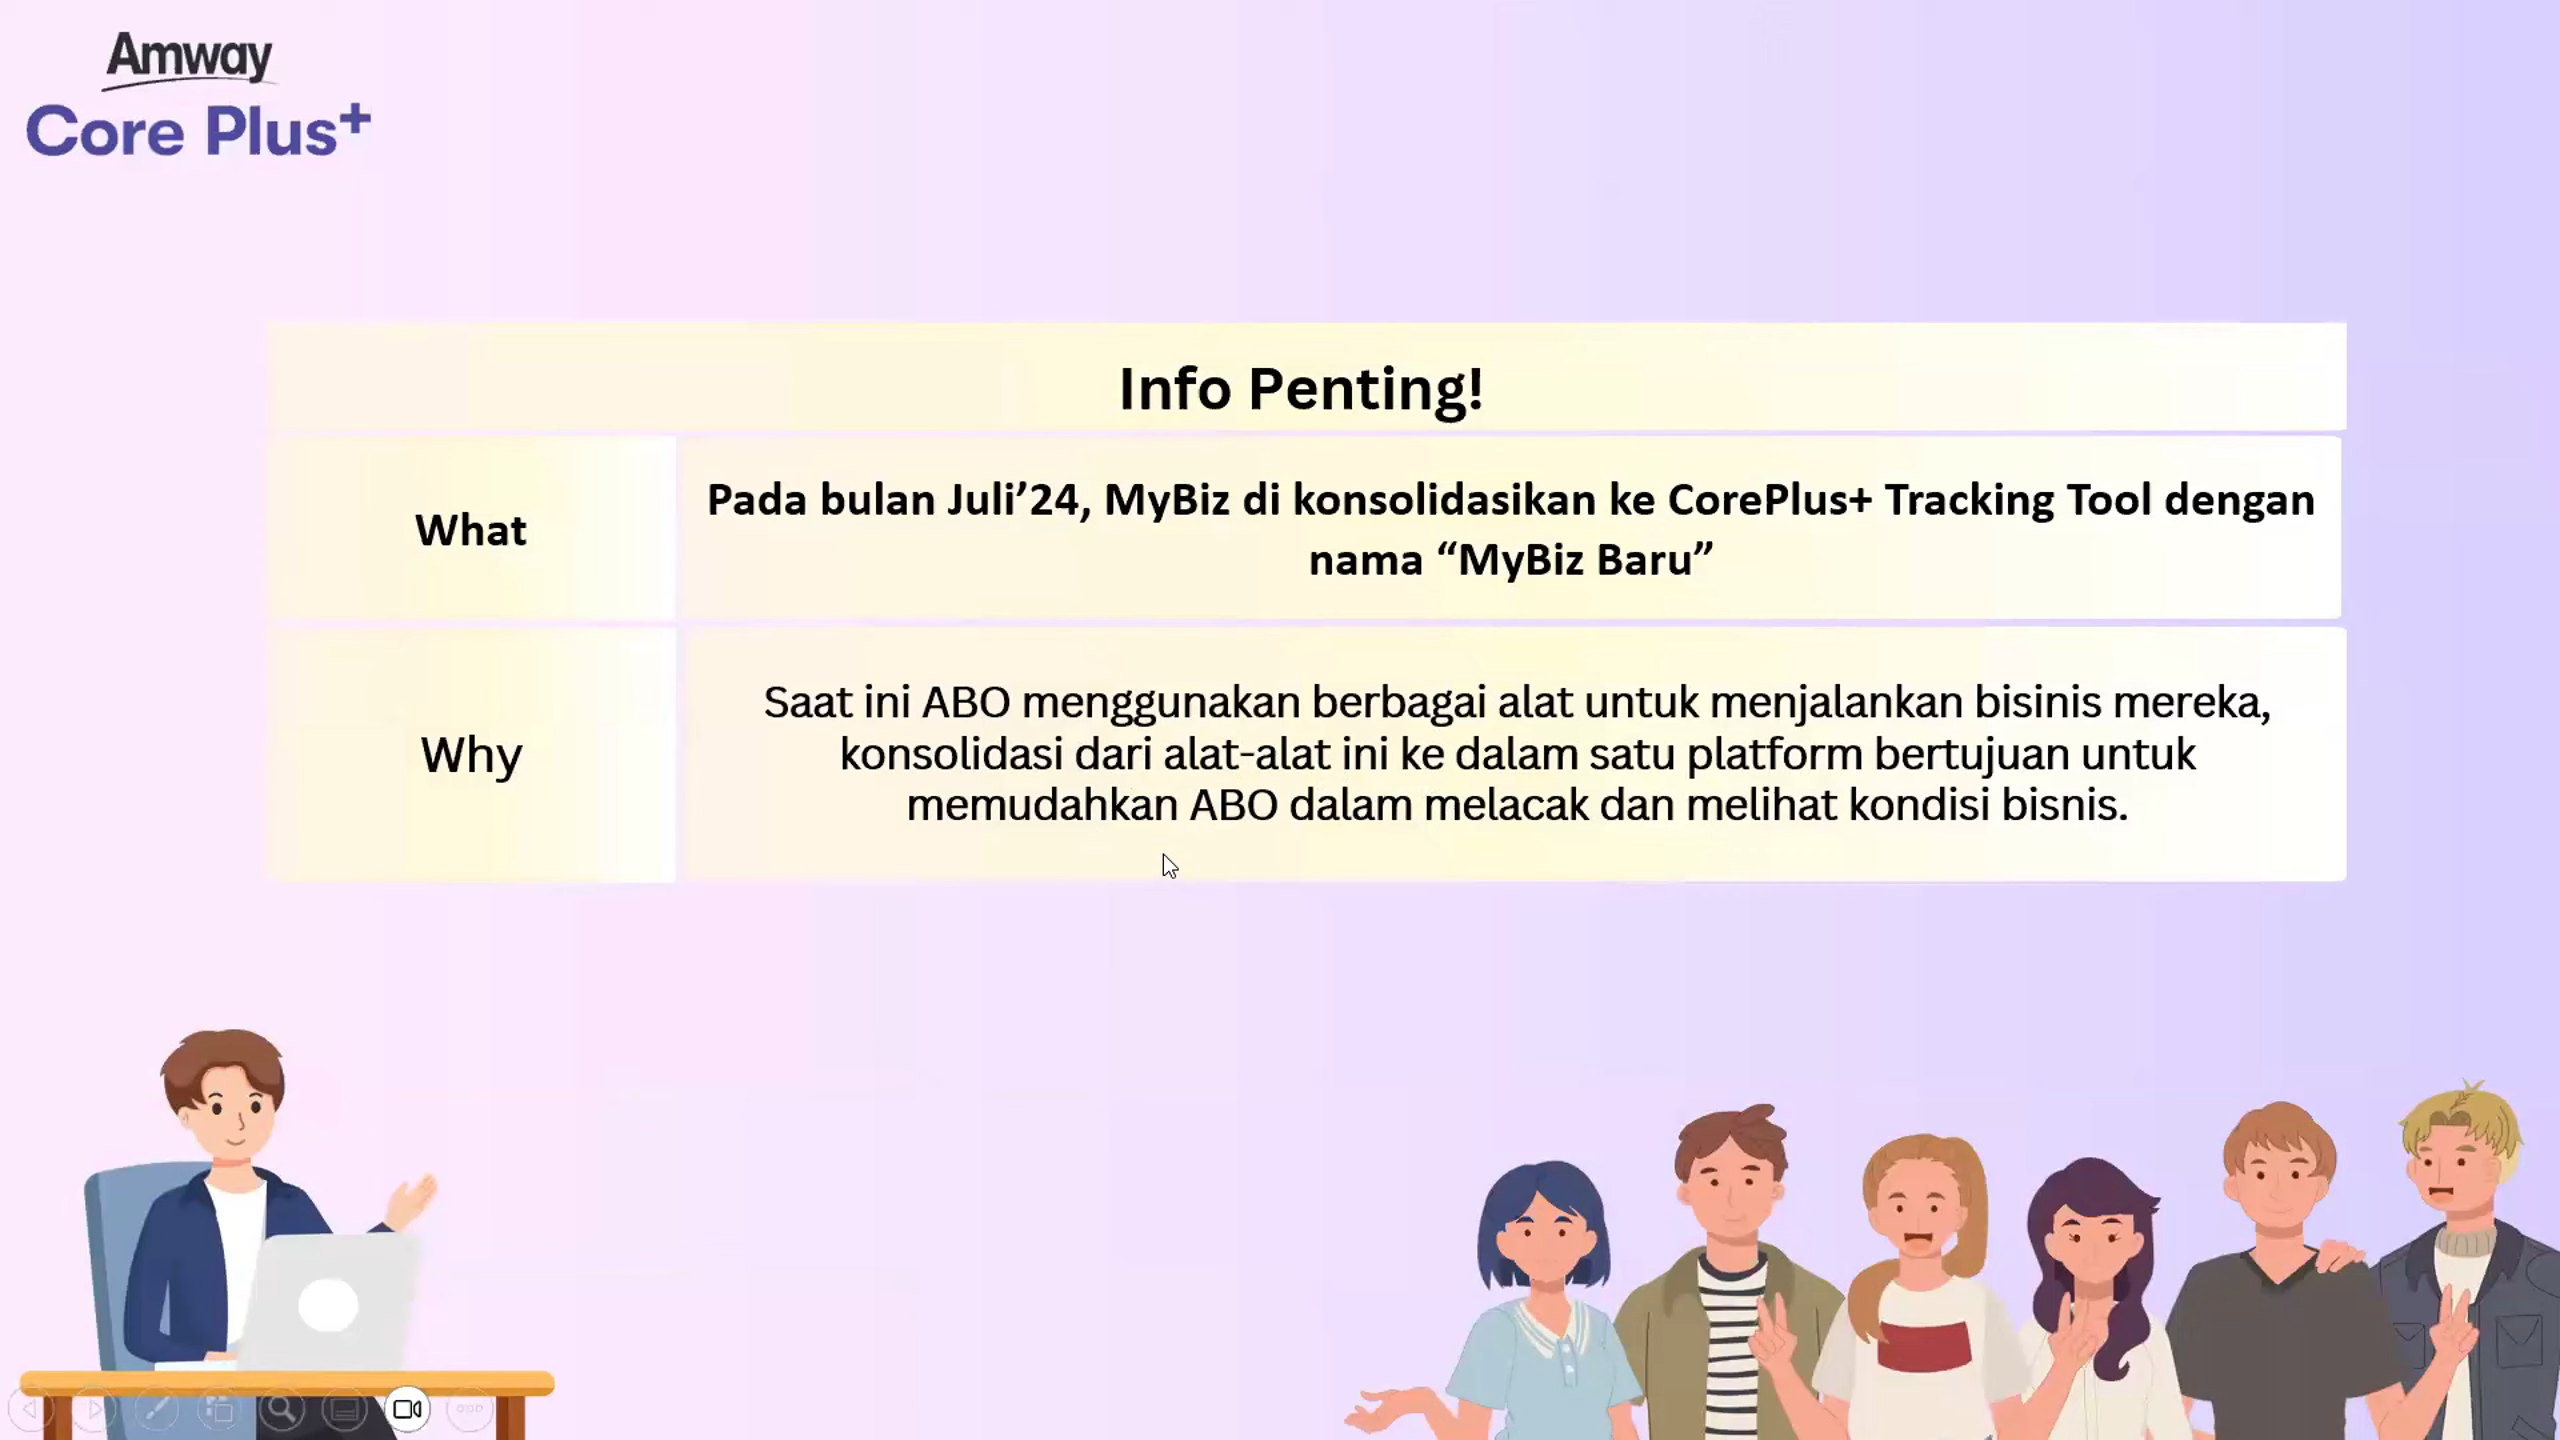 Amway
Core Plus+
Info Penting!
What
Pada bulan Juli’24, MyBiz di konsolidasikan ke CorePlus+ Tracking Tool dengan
nama “MyBiz Baru”
Why
Saat ini ABO menggunakan berbagai alat untuk menjalankan bisinis mereka,
konsolidasi dari alat-alat ini ke dalam satu platform bertujuan untuk
memudahkan ABO dalam melacak dan melihat kondisi bisnis.